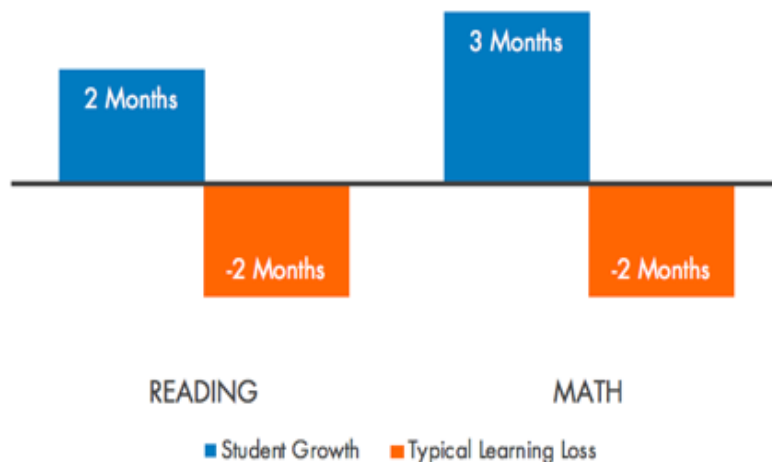 3 Months
2 Months
-2 Months
-2 Months
READING
MATH
Student Growth
Typical Learning Loss